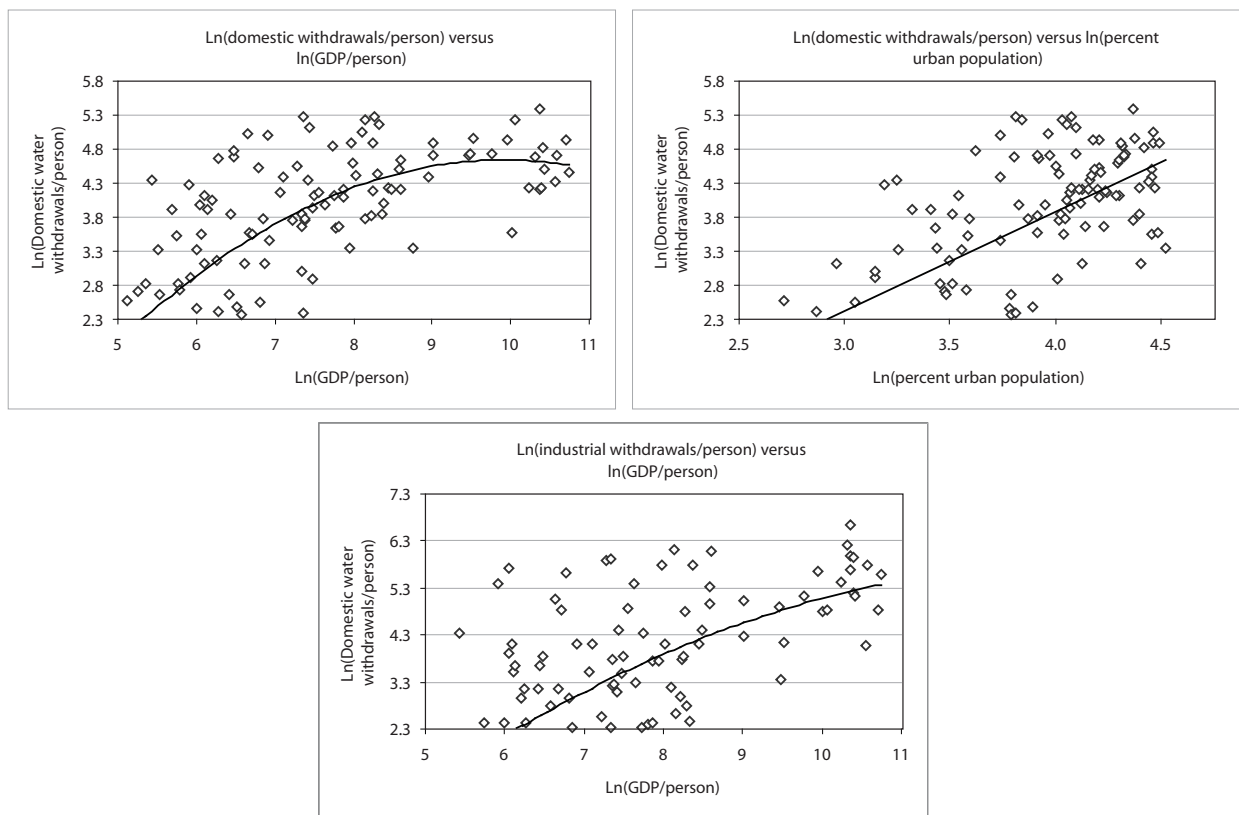 Ln(domestic withdrawals/person) versus
ln(GDP/person)
Ln(Domestic water
withdrawals/person)
5.8
5.3
4.8
4.3
3.8
3.3
2.8
2.3
5 6 7 8 9 10 11
Ln(GDP/person)
Ln(domestic withdrawals/person) versus ln(percent
urban population)
Ln(Domestic water
withdrawals/person)
5.8
5.3
4.8
4.3
3.8
3.3
2.8
2.3
2.5 3.0 3.5 4.0 4.5
Ln(percent urban population)
Ln(industrial withdrawals/person) versus
ln(GDP/person)
Ln(Domestic water
withdrawals/person)
7.3
6.3
5.3
4.3
3.3
2.3
5 6 7 8 9 10 11
Ln(GDP/person)